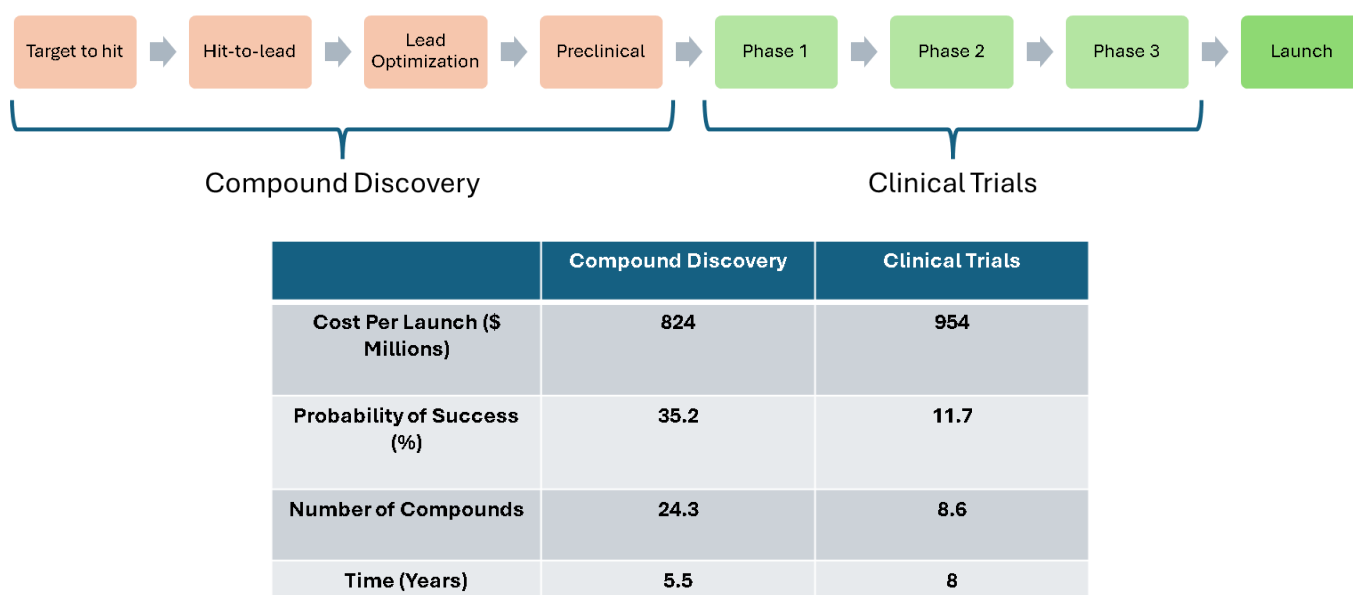 Target to hit
Hit-to-lead
Lead
Optimization
Preclinical
Phase 1
Phase 2
Phase 3
Launch
Compound Discovery
Clinical Trials
Compound Discovery
Clinical Trials
Cost Per Launch ($
Millions)
824
954
Probability of Success
(%)
35.2
11.7
Number of Compounds
24.3
8.6
Time (Years)
5.5
8